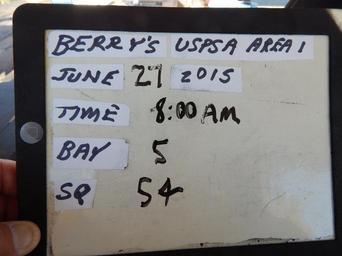 BERRY'S USPSA AREA 1
JUNE 27 2015
TIME 8:00 AM
BAY 5
SQ 54